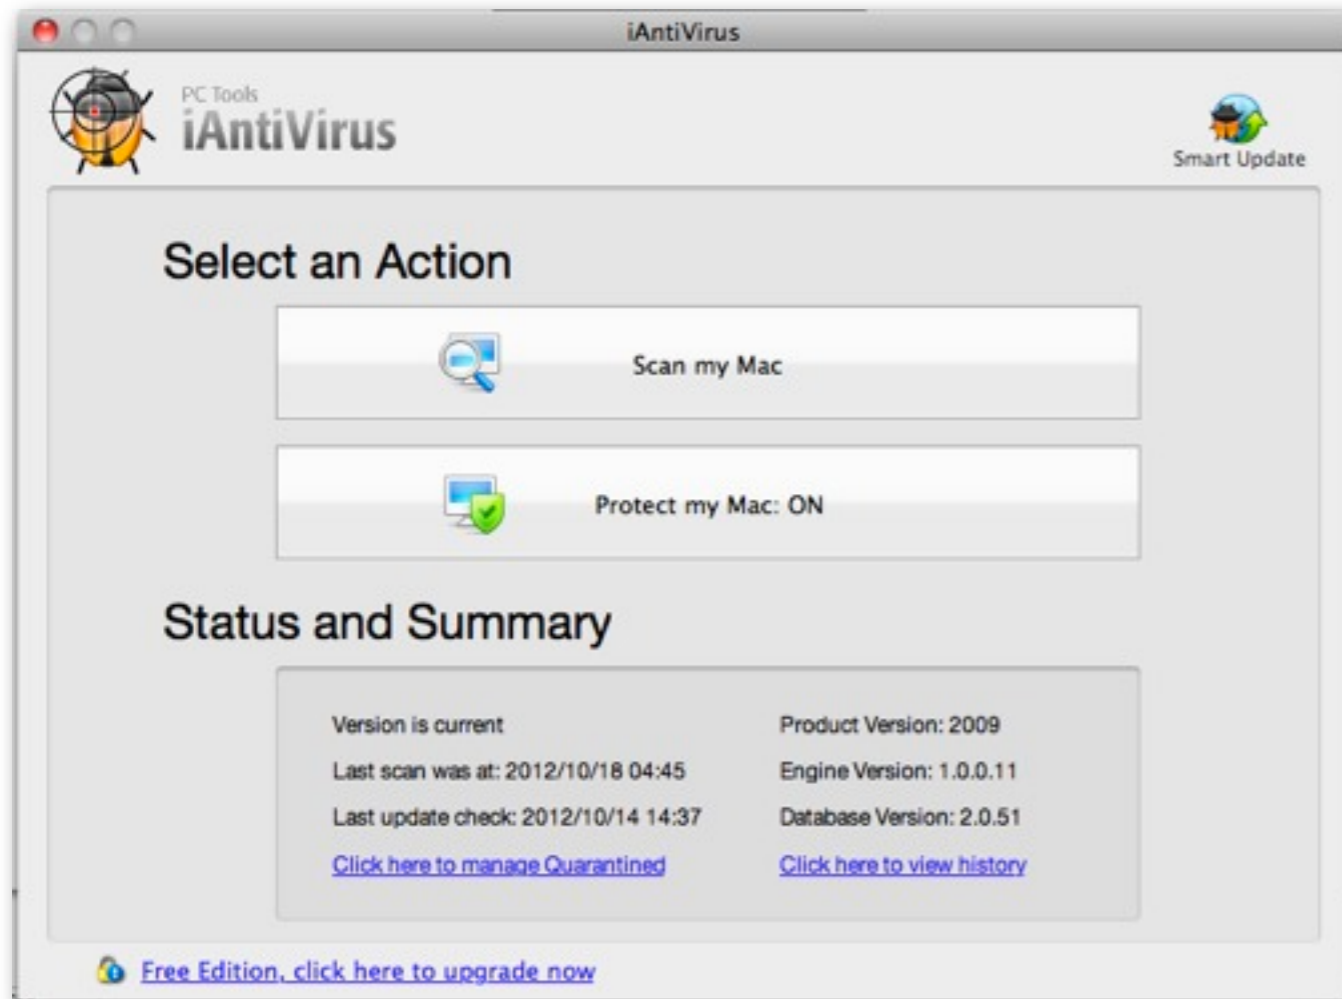 iAntiVirus
PC Tools
iAntiVirus
Smart Update
Select an Action
Scan my Mac
Protect my Mac: ON
Status and Summary
Version is current
Last scan was at: 2012/10/18 04:45
Last update check: 2012/10/14 14:37
Click here to manage Quarantined
Product Version: 2009
Engine Version: 1.0.0.11
Database Version: 2.0.51
Click here to view history
Free Edition, click here to upgrade now